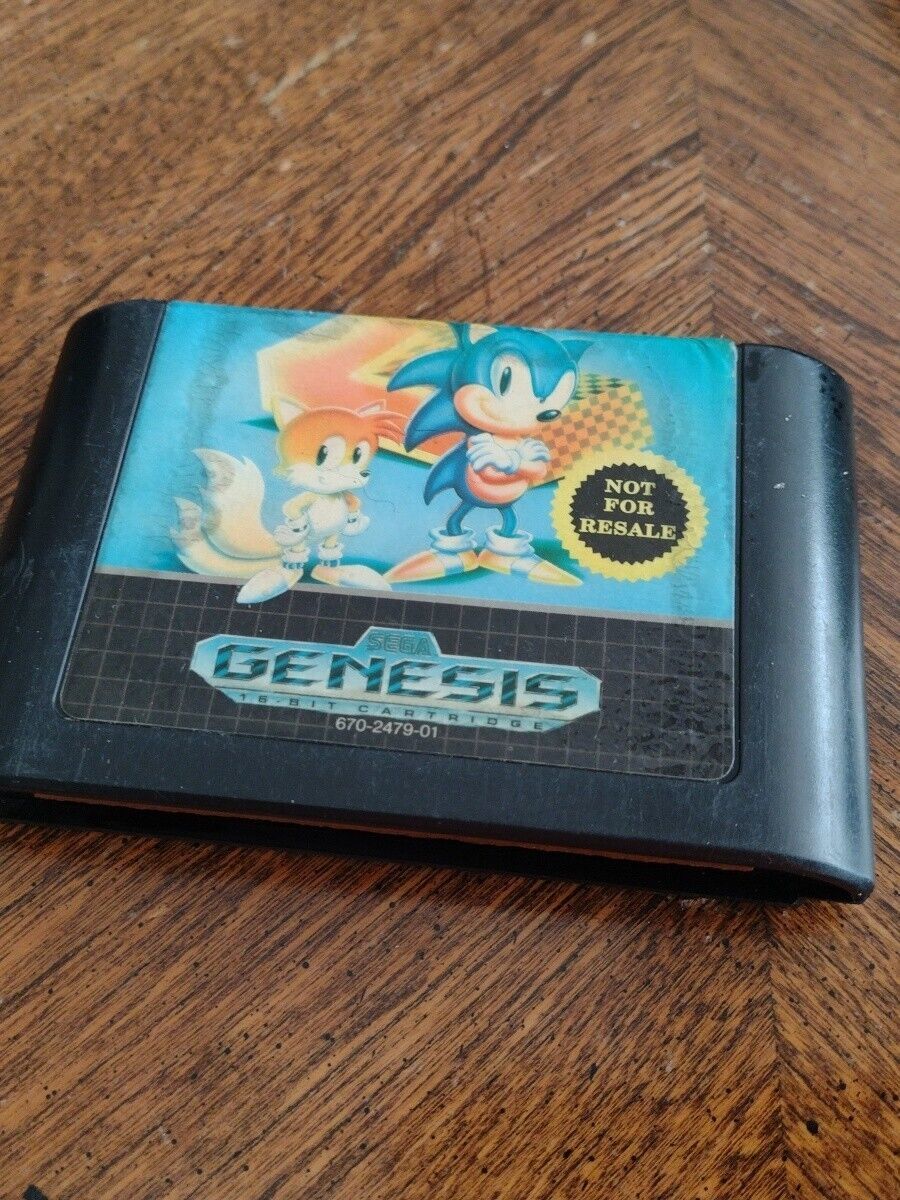 NOT
FOR
RESALE
SEGA
GENESIS
16-BIT CARTRIDGE
670-2479-01